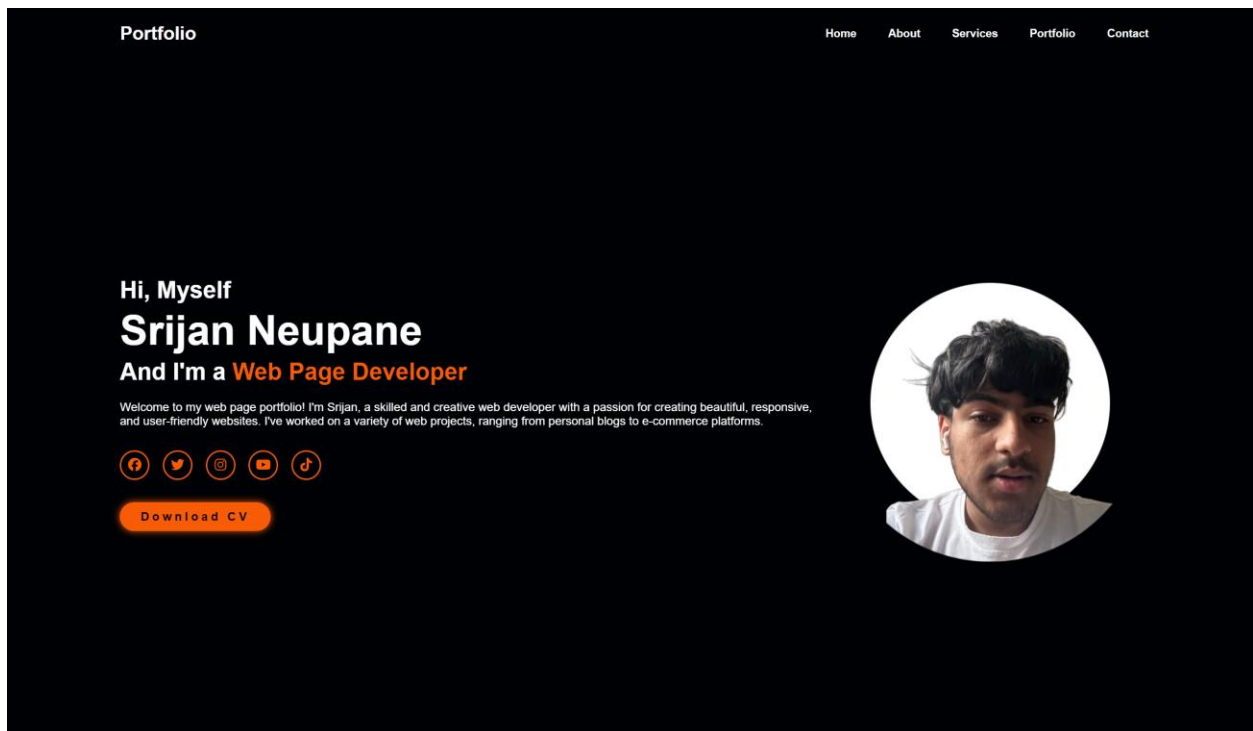 Portfolio
Home About Services Portfolio Contact
Hi, Myself
Srijan Neupane
And I'm a Web Page Developer
Welcome to my web page portfolio! I'm Srijan, a skilled and creative web developer with a passion for creating beautiful, responsive,
and user-friendly websites. I've worked on a variety of web projects, ranging from personal blogs to e-commerce platforms.
Download CV